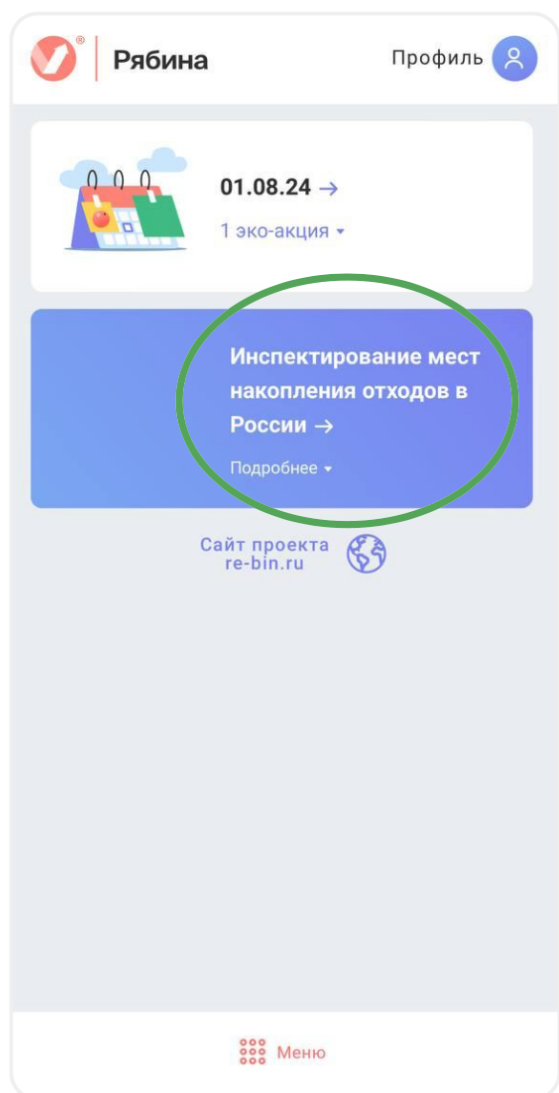 ® Рябина Профиль
01.08.24 →
1 эко-акция
Инспектирование мест
накопления отходов в
России →
Подробнее
Сайт проекта
re-bin.ru
Меню